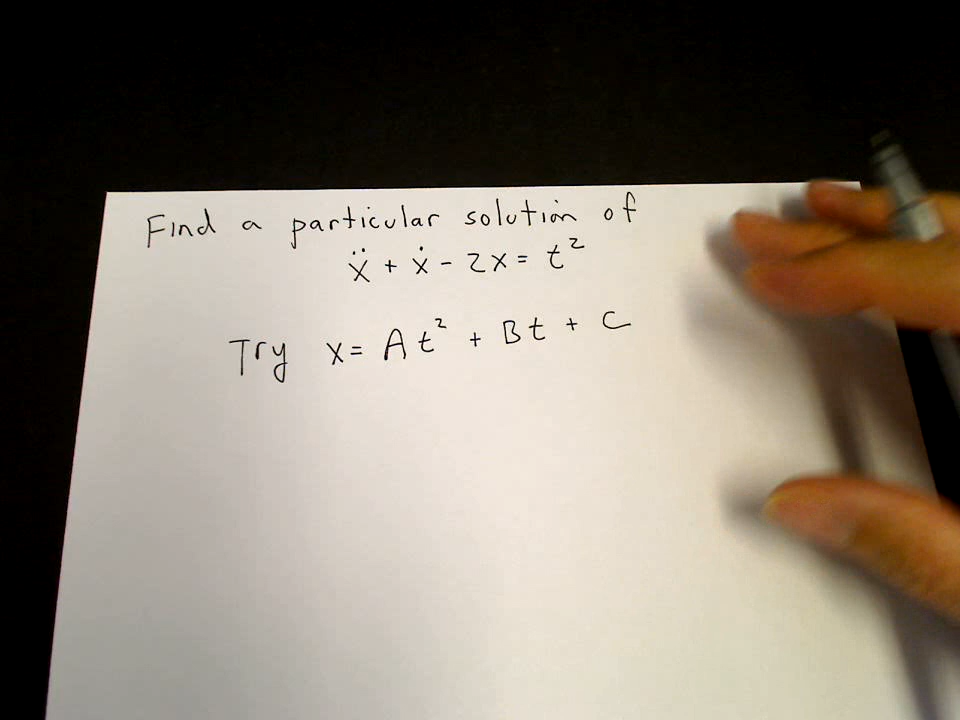 Find a particular solution of
ẍ + ẋ - 2x = t²
Try x = At² + Bt + C